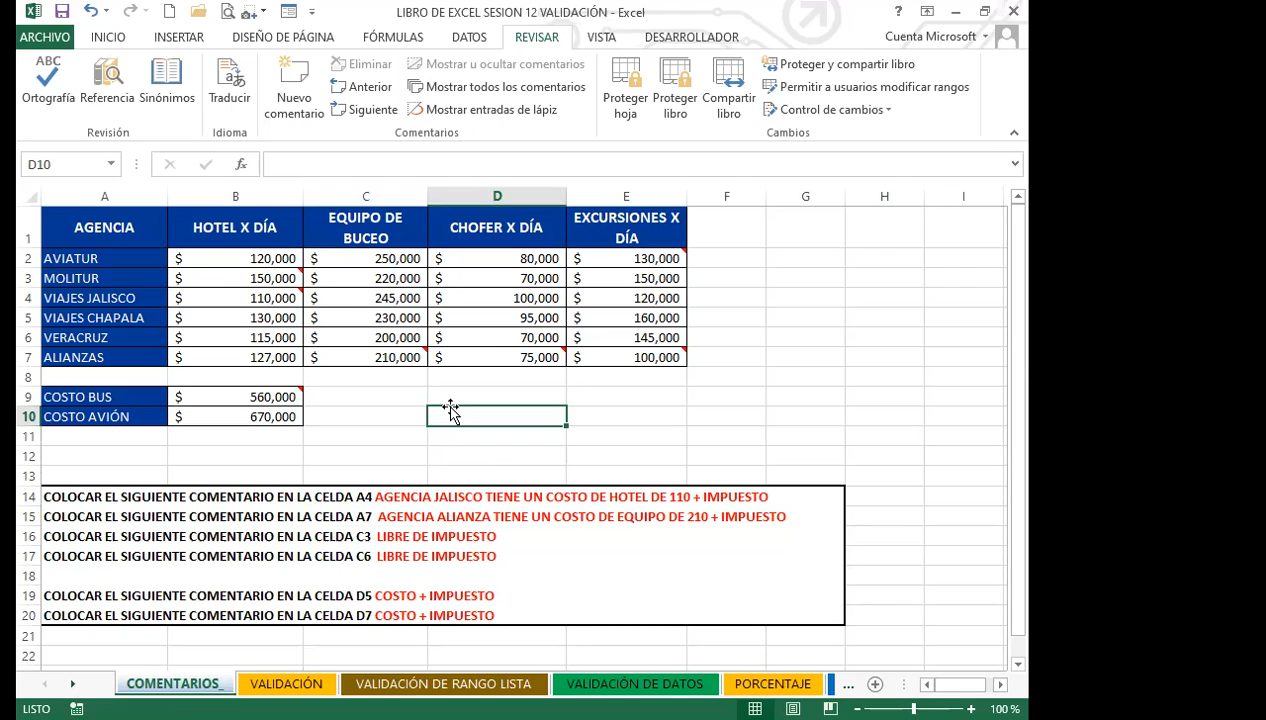 LIBRO DE EXCEL SESION 12 VALIDACIÓN - Excel
ARCHIVO INICIO INSERTAR DISEÑO DE PÁGINA FÓRMULAS DATOS REVISAR VISTA DESARROLLADOR Cuenta Microsoft
ABC
Ortografía Referencia Sinónimos
Revisión
Traducir
Idioma
Nuevo comentario
Eliminar
Anterior
Siguiente
Mostrar u ocultar comentarios
Mostrar todos los comentarios
Mostrar entradas de lápiz
Comentarios
Proteger hoja
Proteger libro
Compartir libro
Proteger y compartir libro
Permitir a usuarios modificar rangos
Control de cambios
Cambios
D10 fx
A B C D E F G H I
1 AGENCIA HOTEL X DÍA EQUIPO DE BUCEO CHOFER X DÍA EXCURSIONES X DÍA
2 AVIATUR $ 120,000 $ 250,000 $ 80,000 $ 130,000
3 MOLITUR $ 150,000 $ 220,000 $ 70,000 $ 150,000
4 VIAJES JALISCO $ 110,000 $ 245,000 $ 100,000 $ 120,000
5 VIAJES CHAPALA $ 130,000 $ 230,000 $ 95,000 $ 160,000
6 VERACRUZ $ 115,000 $ 200,000 $ 70,000 $ 145,000
7 ALIANZAS $ 127,000 $ 210,000 $ 75,000 $ 100,000
8
9 COSTO BUS $ 560,000
10 COSTO AVIÓN $ 670,000
11
12
13
14 COLOCAR EL SIGUIENTE COMENTARIO EN LA CELDA A4 AGENCIA JALISCO TIENE UN COSTO DE HOTEL DE 110 + IMPUESTO
15 COLOCAR EL SIGUIENTE COMENTARIO EN LA CELDA A7 AGENCIA ALIANZA TIENE UN COSTO DE EQUIPO DE 210 + IMPUESTO
16 COLOCAR EL SIGUIENTE COMENTARIO EN LA CELDA C3 LIBRE DE IMPUESTO
17 COLOCAR EL SIGUIENTE COMENTARIO EN LA CELDA C6 LIBRE DE IMPUESTO
18
19 COLOCAR EL SIGUIENTE COMENTARIO EN LA CELDA D5 COSTO + IMPUESTO
20 COLOCAR EL SIGUIENTE COMENTARIO EN LA CELDA D7 COSTO + IMPUESTO
21
22
COMENTARIOS_ VALIDACIÓN VALIDACIÓN DE RANGO LISTA VALIDACIÓN DE DATOS PORCENTAJE ...
LISTO 100 %